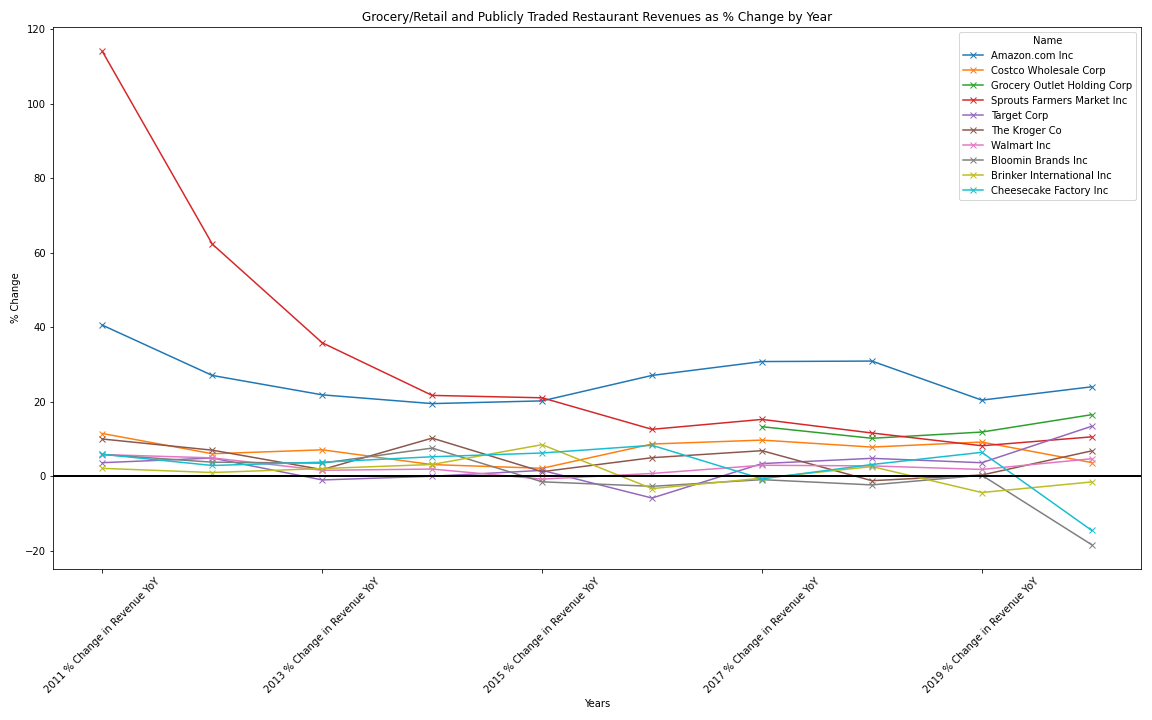 Grocery/Retail and Publicly Traded Restaurant Revenues as % Change by Year
120
100
80
60
40
20
0
−20
% Change
Name
Amazon.com Inc
Costco Wholesale Corp
Grocery Outlet Holding Corp
Sprouts Farmers Market Inc
Target Corp
The Kroger Co
Walmart Inc
Bloomin Brands Inc
Brinker International Inc
Cheesecake Factory Inc
2011 % Change in Revenue YoY
2013 % Change in Revenue YoY
2015 % Change in Revenue YoY
2017 % Change in Revenue YoY
2019 % Change in Revenue YoY
Years